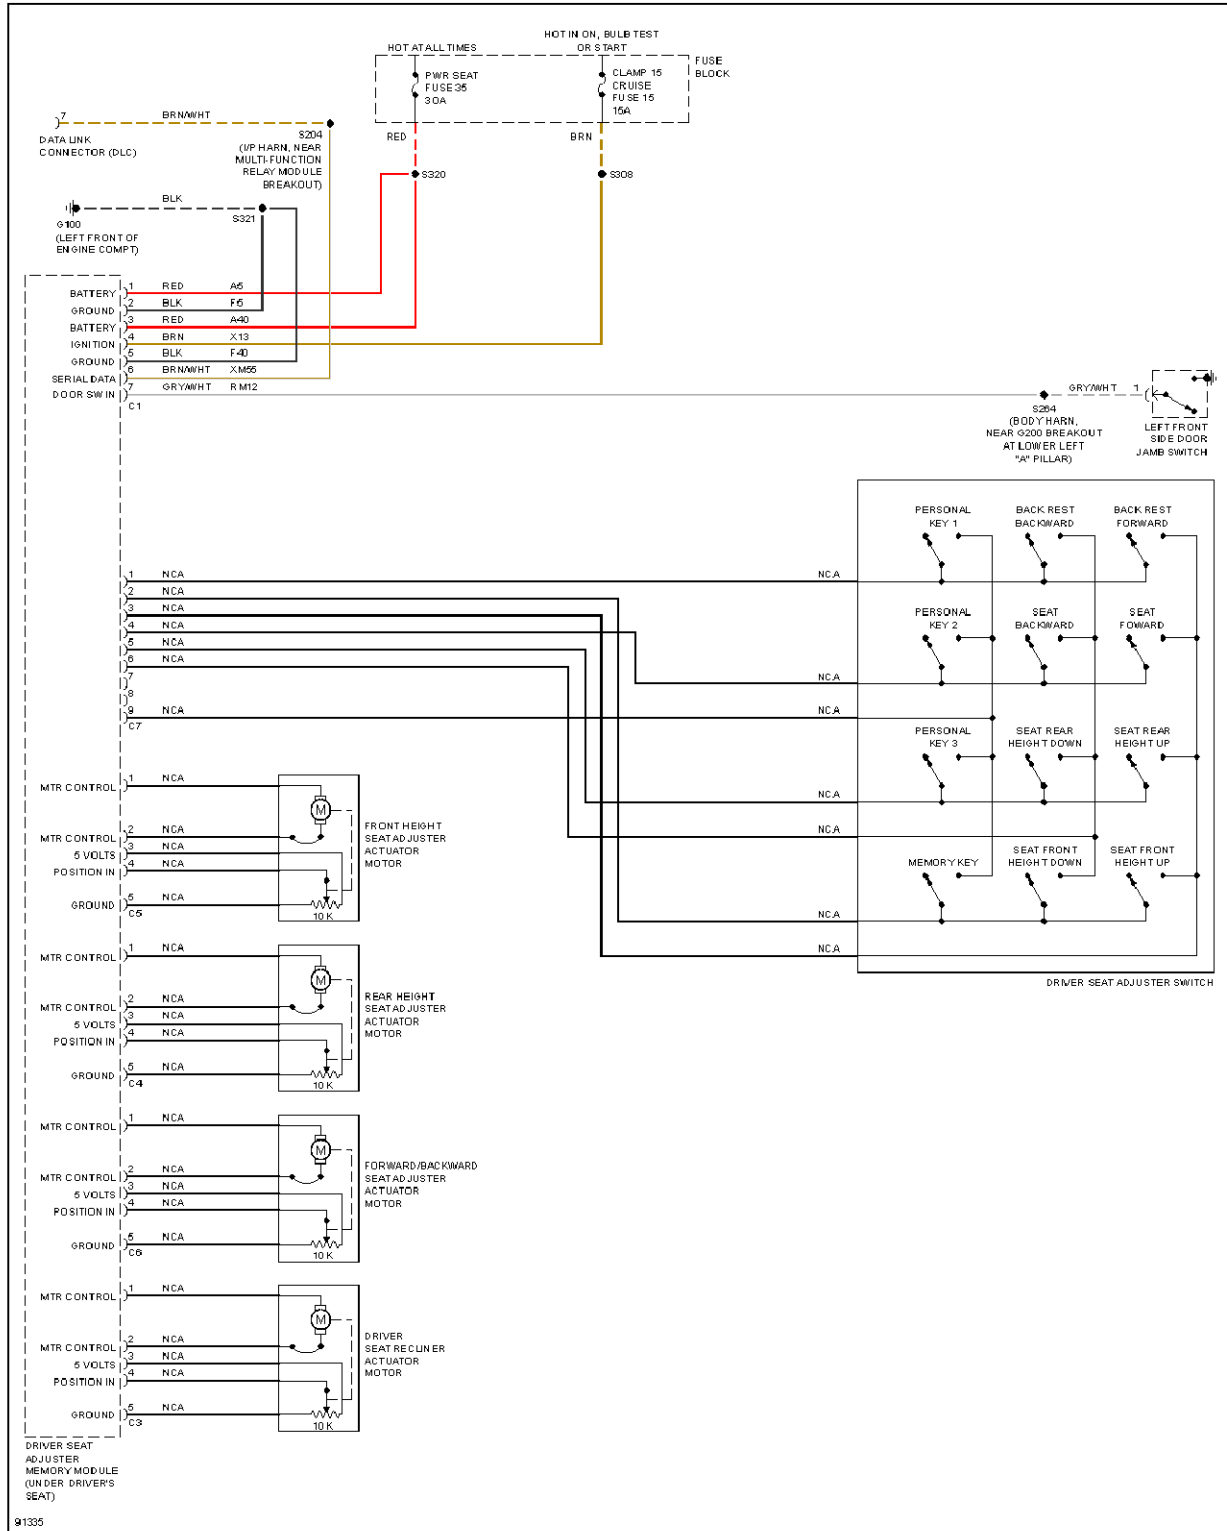 HOT AT ALL TIMES
HOT IN ON, BULB TEST
OR START
PWR SEAT
FUSE 35
30A
CLAMP 15
CRUISE
FUSE 15
15A
FUSE
BLOCK
7
BRN/WHT
DATA LINK
CONNECTOR (DLC)
S204
(I/P HARN, NEAR
MULTI-FUNCTION
RELAY MODULE
BREAKOUT)
RED
BRN
S320
S308
BLK
G100
(LEFT FRONT OF
ENGINE COMPT)
S321
BATTERY 1 RED A5
GROUND 2 BLK F5
BATTERY 3 RED A40
IGNITION 4 BRN X13
GROUND 5 BLK F40
SERIAL DATA 6 BRN/WHT XM55
DOOR SW IN 7 GRY/WHT RM12
C1
GRY/WHT 1
S264
(BODY HARN,
NEAR G200 BREAKOUT
AT LOWER LEFT
"A" PILLAR)
LEFT FRONT
SIDE DOOR
JAMB SWITCH
PERSONAL
KEY 1
BACK REST
BACKWARD
BACK REST
FORWARD
1 NCA NCA
2 NCA
3 NCA
4 NCA
5 NCA
6 NCA
7
8
9 NCA
C7
PERSONAL
KEY 2
SEAT
BACKWARD
SEAT
FOWARD
NCA
NCA
PERSONAL
KEY 3
SEAT REAR
HEIGHT DOWN
SEAT REAR
HEIGHT UP
NCA
NCA
MEMORY KEY
SEAT FRONT
HEIGHT DOWN
SEAT FRONT
HEIGHT UP
NCA
NCA
DRIVER SEAT ADJUSTER SWITCH
MTR CONTROL 1 NCA
MTR CONTROL 2 NCA
5 VOLTS 3 NCA
POSITION IN 4 NCA
GROUND 5 NCA
C5
M
10 K
FRONT HEIGHT
SEAT ADJUSTER
ACTUATOR
MOTOR
MTR CONTROL 1 NCA
MTR CONTROL 2 NCA
5 VOLTS 3 NCA
POSITION IN 4 NCA
GROUND 5 NCA
C4
M
10 K
REAR HEIGHT
SEAT ADJUSTER
ACTUATOR
MOTOR
MTR CONTROL 1 NCA
MTR CONTROL 2 NCA
5 VOLTS 3 NCA
POSITION IN 4 NCA
GROUND 5 NCA
C6
M
10 K
FORWARD/BACKWARD
SEAT ADJUSTER
ACTUATOR
MOTOR
MTR CONTROL 1 NCA
MTR CONTROL 2 NCA
5 VOLTS 3 NCA
POSITION IN 4 NCA
GROUND 5 NCA
C3
M
10 K
DRIVER
SEAT RECLINER
ACTUATOR
MOTOR
DRIVER SEAT
ADJUSTER
MEMORY MODULE
(UNDER DRIVER'S
SEAT)
91335